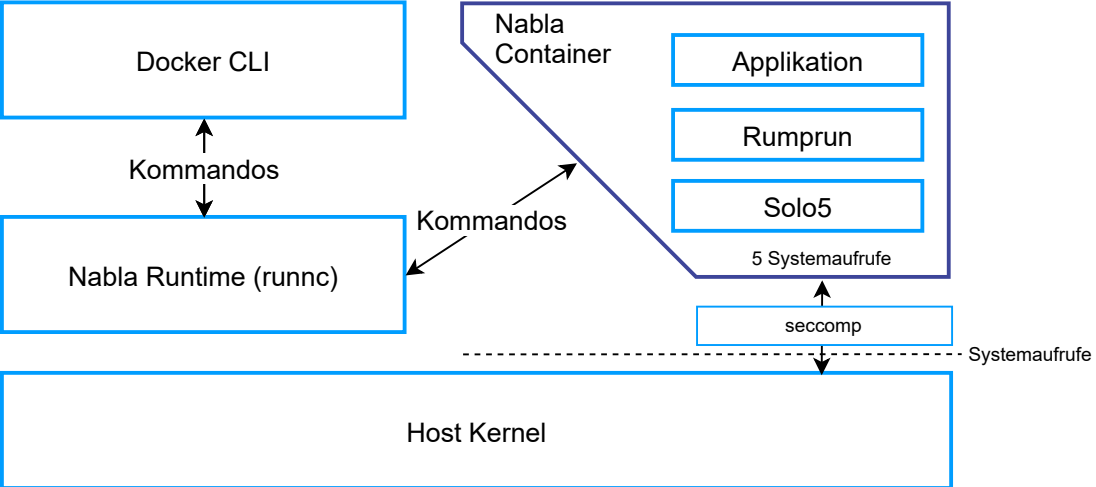 Docker CLI
Kommandos
Nabla Runtime (runnc)
Kommandos
Nabla
Container
Applikation
Rumprun
Solo5
5 Systemaufrufe
seccomp
Systemaufrufe
Host Kernel